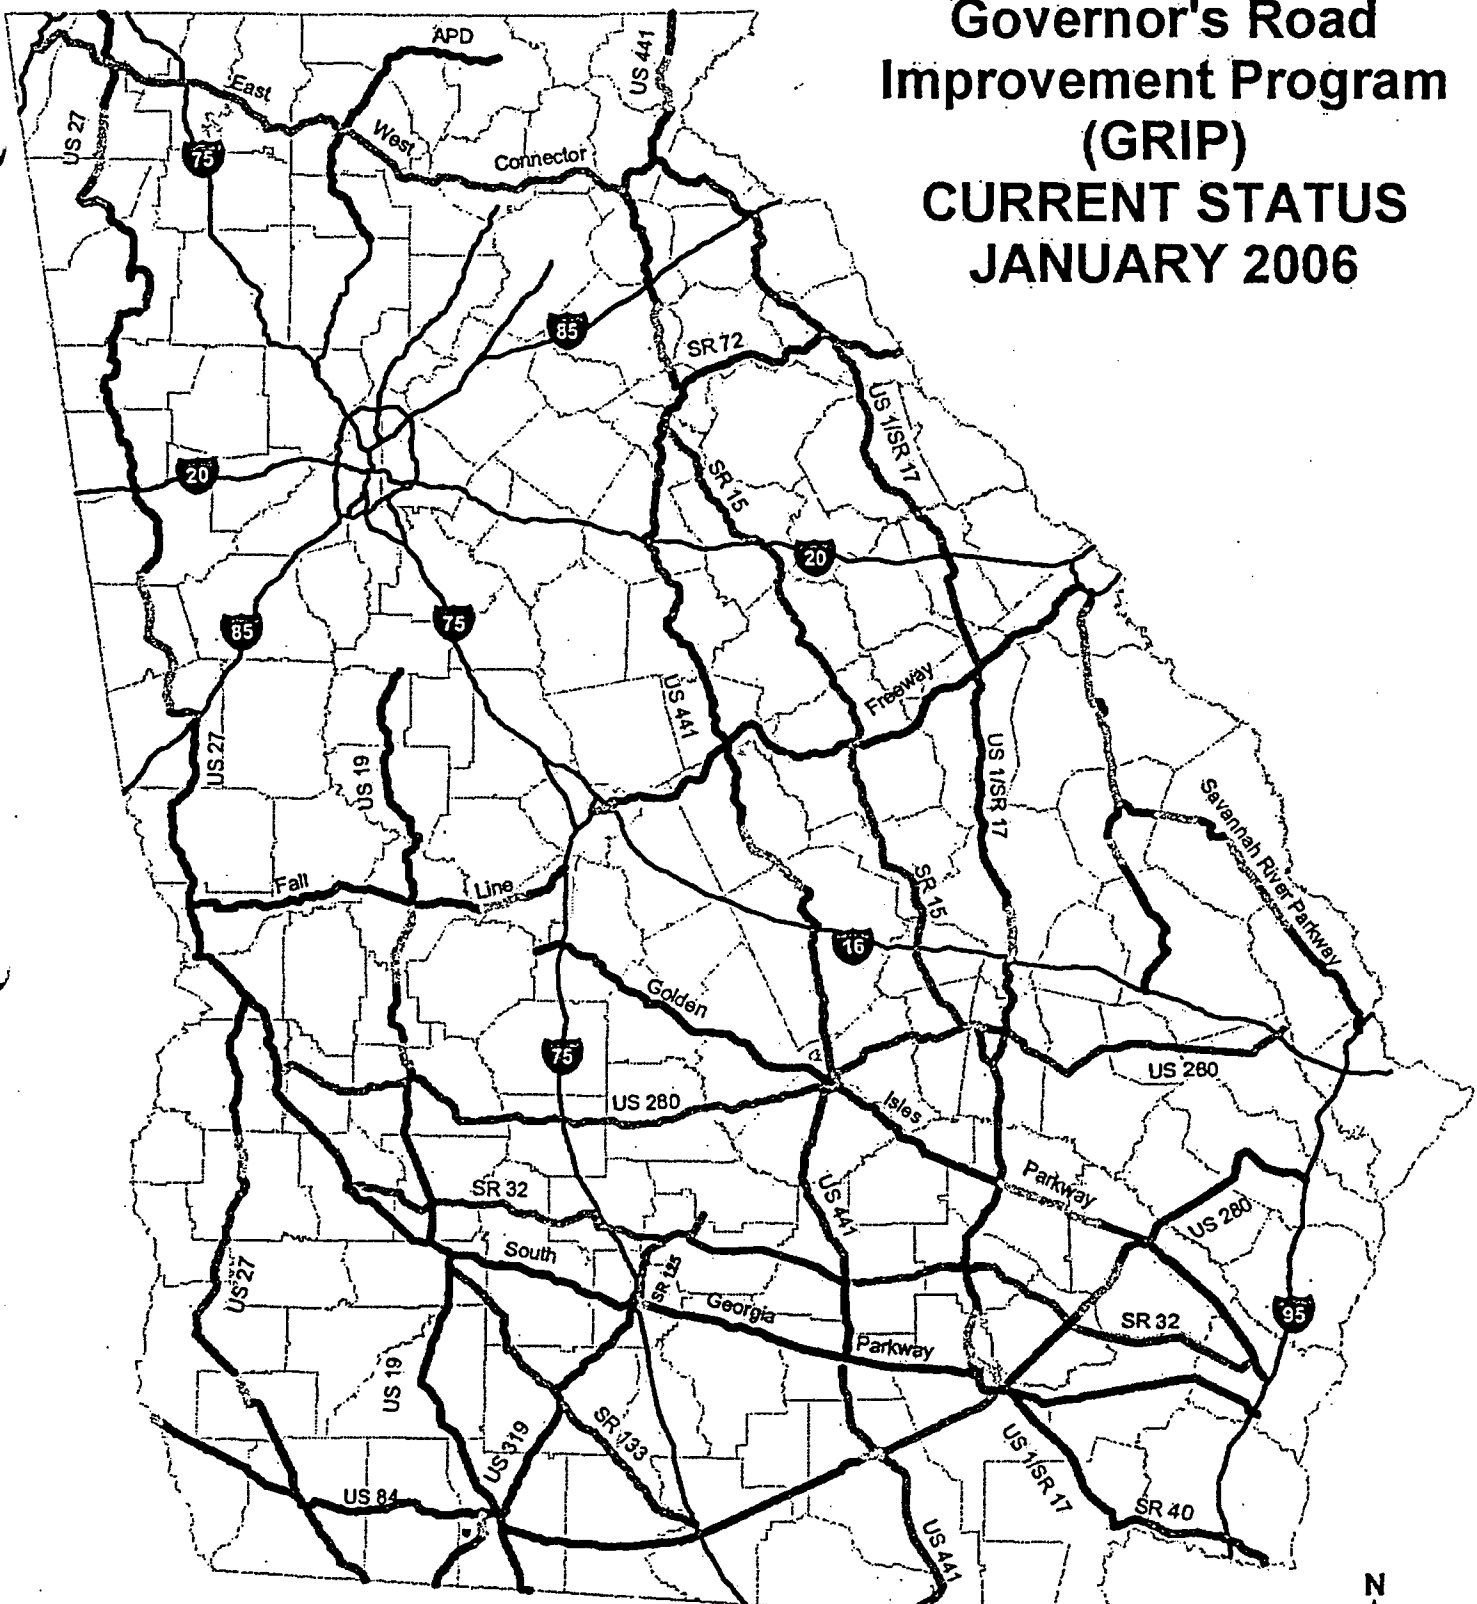 Governor's Road
Improvement Program
(GRIP)
CURRENT STATUS
JANUARY 2006
APD
US 441
East
US 27
West
75
Connector
85
SR 72
US 1/SR 17
20
SR 15
20
85
75
Freeway
US 441
US 27
US 19
US 1/SR 17
Savannah River Parkway
Fall
Line
SR 15
16
Golden
75
US 280
US 280
Isles
Parkway
SR 32
US 441
US 280
South
US 27
SR 125
Georgia
95
SR 32
Parkway
US 19
US 319
SR 133
US 1/SR 17
US 84
SR 40
US 441
N